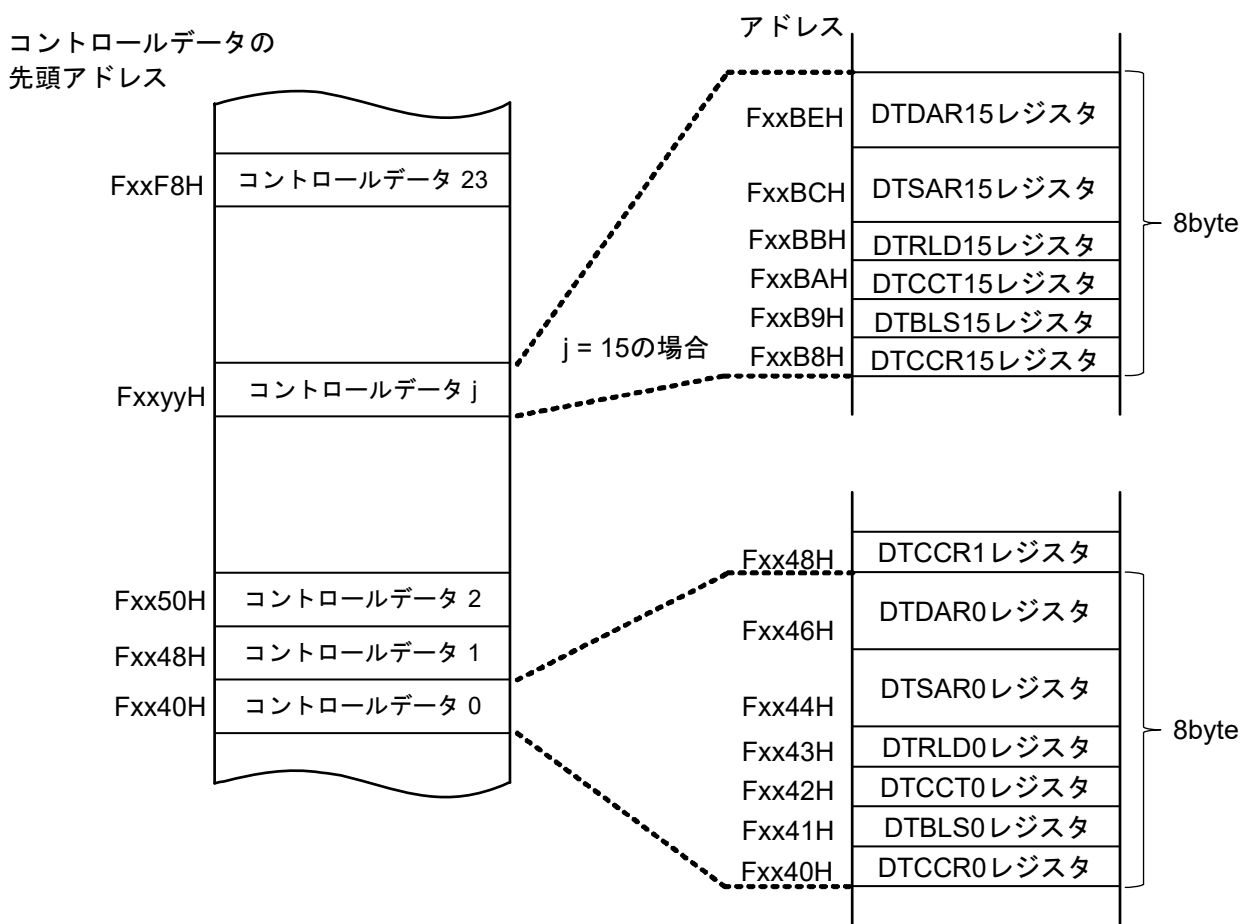 コントロールデータの
先頭アドレス
FxxF8H
コントロールデータ 23
FxxyyH
コントロールデータ j
Fxx50H
コントロールデータ 2
Fxx48H
コントロールデータ 1
Fxx40H
コントロールデータ 0
j = 15の場合
アドレス
FxxBEH
DTDAR15レジスタ
FxxBCH
DTSAR15レジスタ
FxxBBH
DTRLD15レジスタ
FxxBAH
DTCCT15レジスタ
FxxB9H
DTBLS15レジスタ
FxxB8H
DTCCR15レジスタ
8byte
Fxx48H
DTCCR1レジスタ
Fxx46H
DTDAR0レジスタ
Fxx44H
DTSAR0レジスタ
Fxx43H
DTRLD0レジスタ
Fxx42H
DTCCT0レジスタ
Fxx41H
DTBLS0レジスタ
Fxx40H
DTCCR0レジスタ
8byte